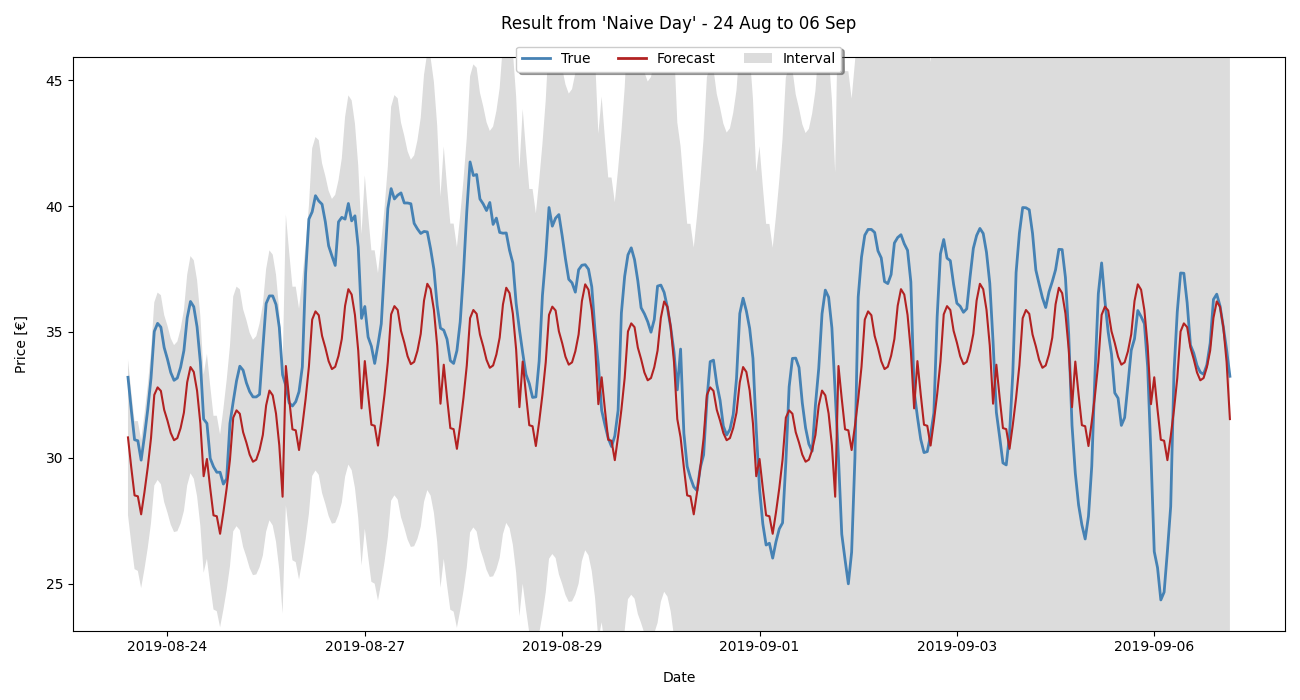 Result from 'Naive Day' - 24 Aug to 06 Sep
True
Forecast
Interval
Price [€]
45
40
35
30
25
2019-08-24
2019-08-27
2019-08-29
2019-09-01
2019-09-03
2019-09-06
Date